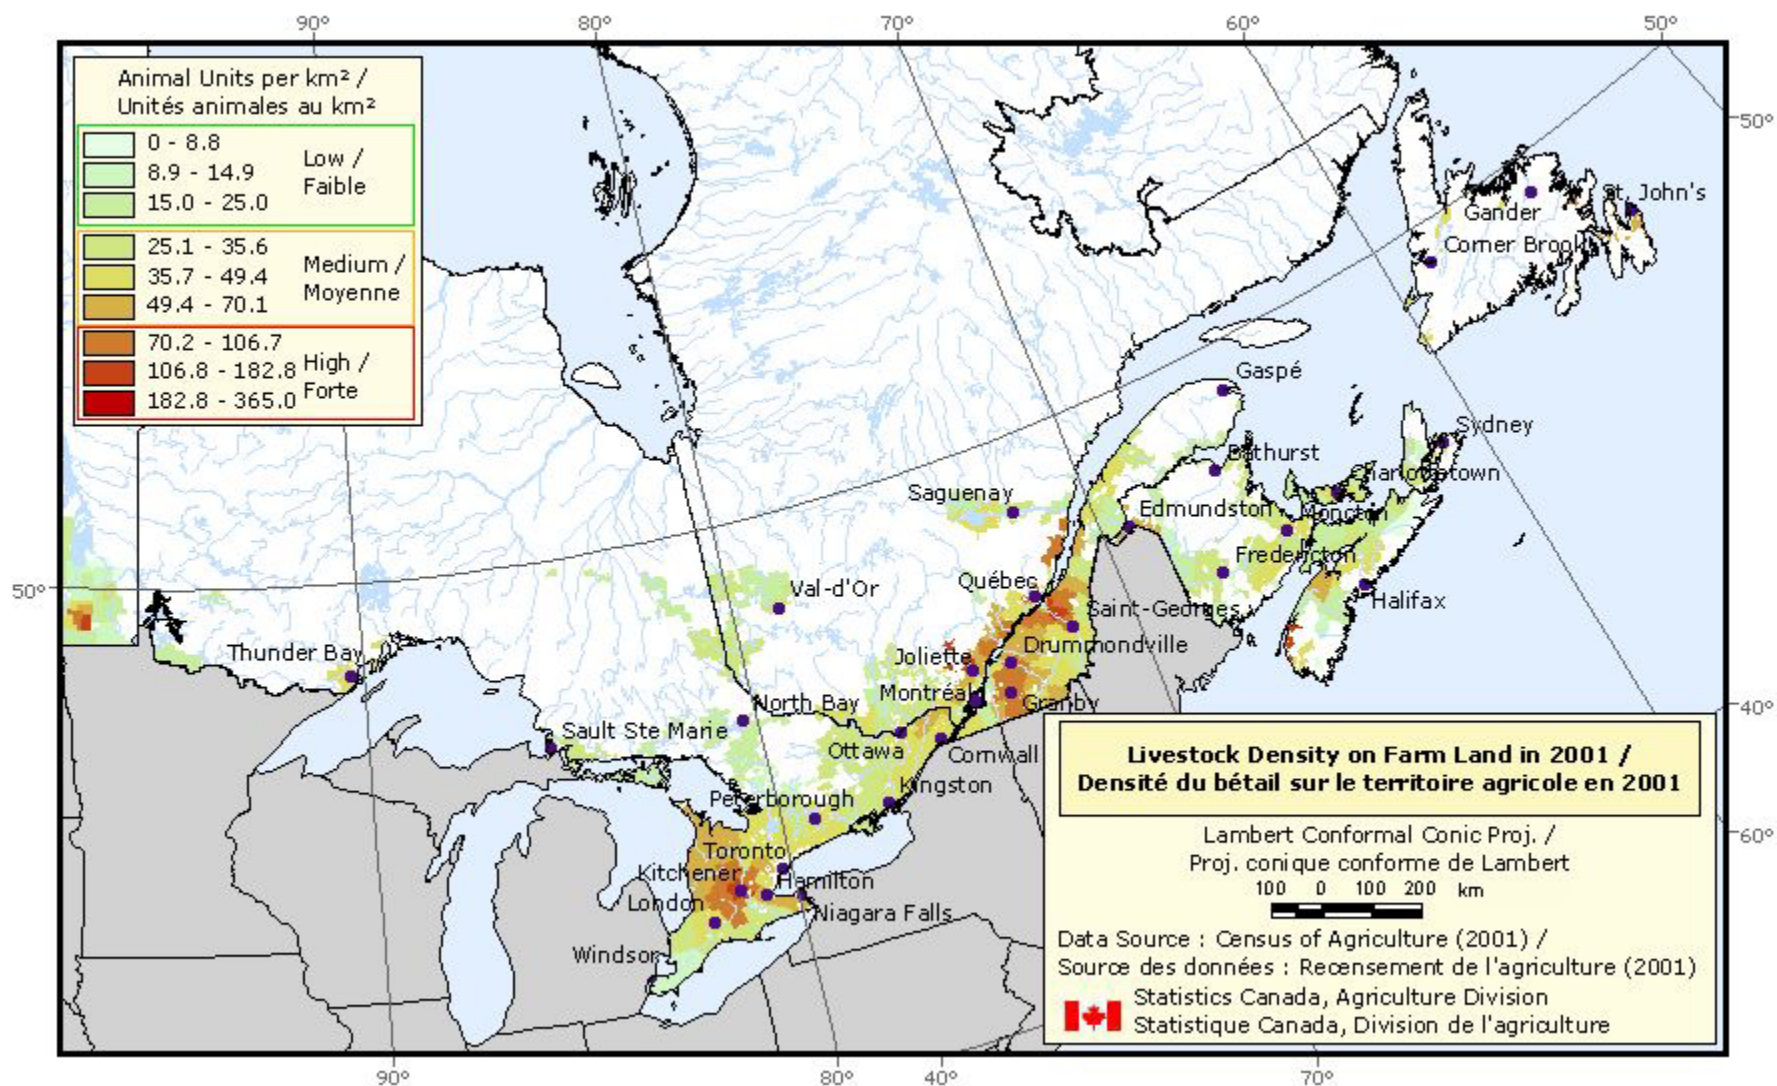 90°
80°
70°
60°
50°
Animal Units per km² /
Unités animales au km²
0 - 8.8
8.9 - 14.9
15.0 - 25.0
Low /
Faible
25.1 - 35.6
35.7 - 49.4
49.4 - 70.1
Medium /
Moyenne
70.2 - 106.7
106.8 - 182.8
182.8 - 365.0
High /
Forte
50°
St. John's
Gander
Corner Brook
Gaspé
Sydney
Bathurst
Charlottetown
Saguenay
Edmundston
Moncton
Fredericton
Québec
Val-d'Or
50°
Saint-Georges
Halifax
Drummondville
Thunder Bay
Joliette
Montréal
Granby
North Bay
40°
Sault Ste Marie
Ottawa
Cornwall
Kingston
Peterborough
60°
Toronto
Kitchener
Hamilton
London
Niagara Falls
Windsor
Livestock Density on Farm Land in 2001 /
Densité du bétail sur le territoire agricole en 2001
Lambert Conformal Conic Proj. /
Proj. conique conforme de Lambert
100 0 100 200 km
Data Source : Census of Agriculture (2001) /
Source des données : Recensement de l'agriculture (2001)
Statistics Canada, Agriculture Division
Statistique Canada, Division de l'agriculture
90°
80°
40°
70°